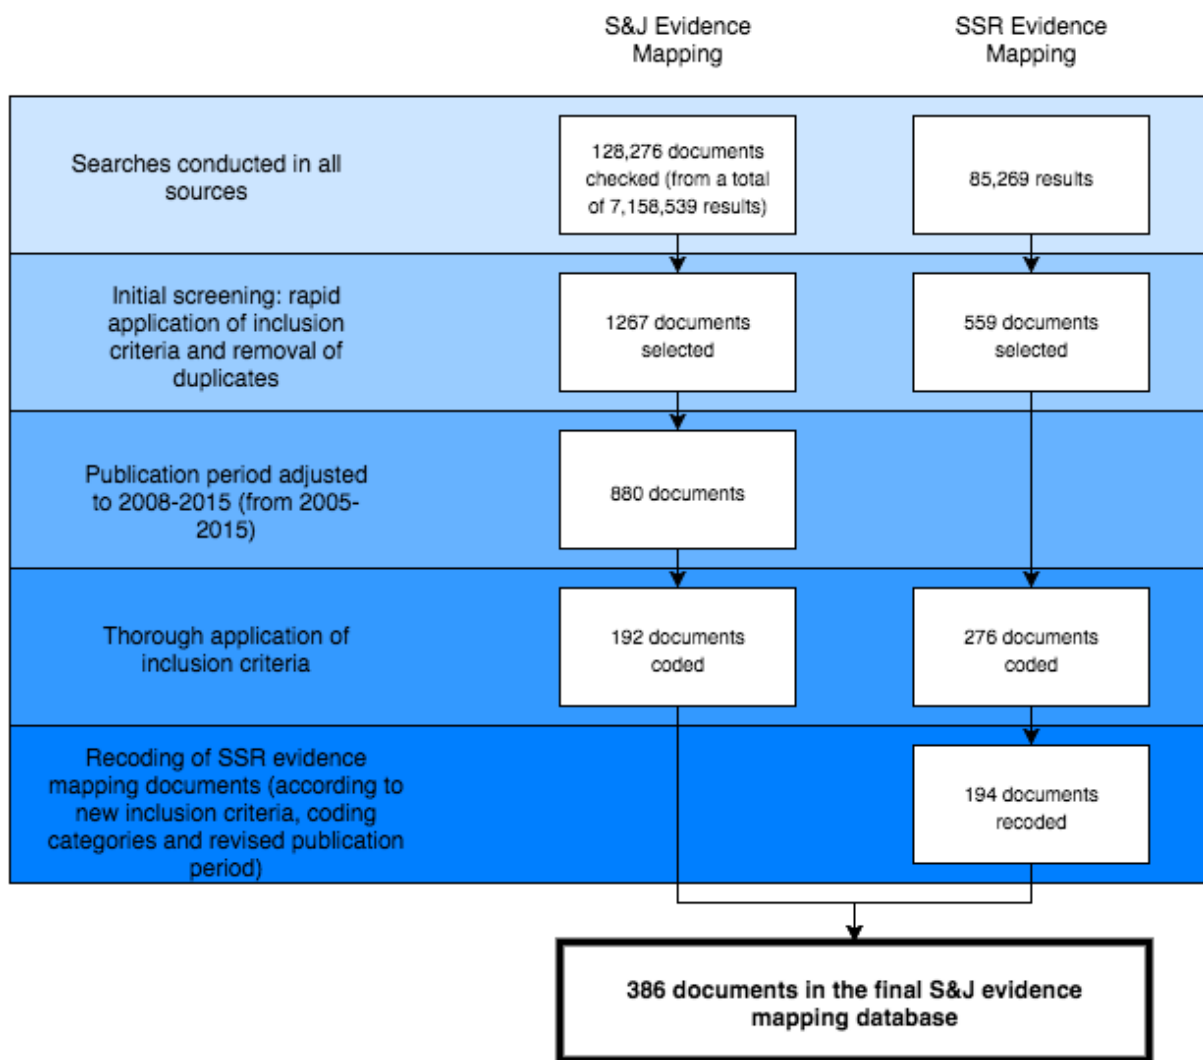 S&J Evidence
Mapping
SSR Evidence
Mapping
Searches conducted in all
sources
128,276 documents
checked (from a total
of 7,158,539 results)
85,269 results
Initial screening: rapid
application of inclusion
criteria and removal of
duplicates
1267 documents
selected
559 documents
selected
Publication period adjusted
to 2008-2015 (from 2005-
2015)
880 documents
Thorough application of
inclusion criteria
192 documents
coded
276 documents
coded
Recoding of SSR evidence
mapping documents (according to
new inclusion criteria, coding
categories and revised publication
period)
194 documents
recoded
386 documents in the final S&J evidence
mapping database